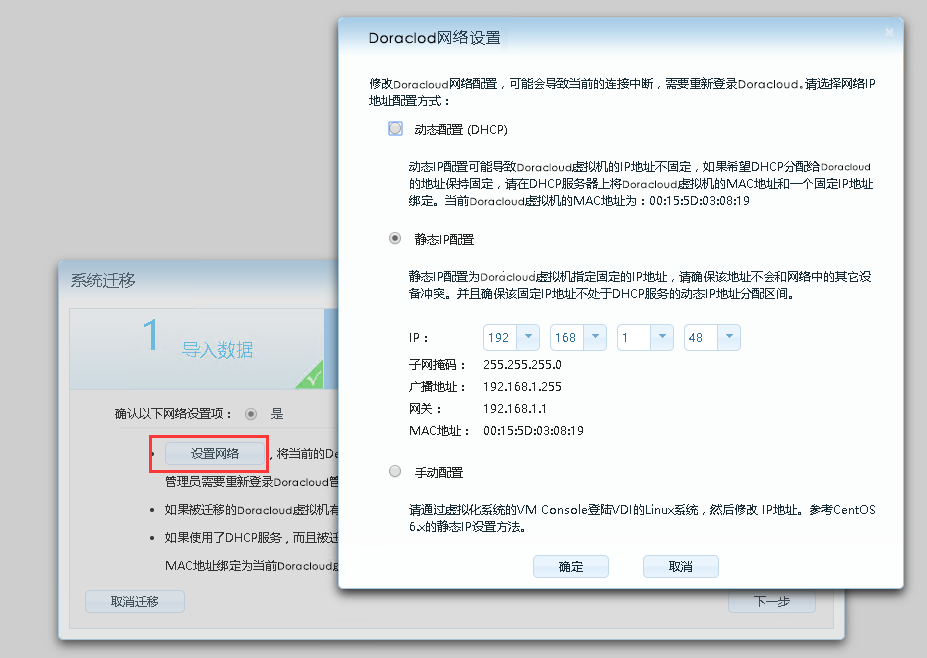 Doraclod网络设置
修改Doracloud网络配置，可能会导致当前的连接中断，需要重新登录Doracloud。请选择网络IP
地址配置方式：
动态配置 (DHCP)
动态IP配置可能导致Doracloud虚拟机的IP地址不固定，如果希望DHCP分配给Doracloud
的地址保持固定，请在DHCP服务器上将Doracloud虚拟机的MAC地址和一个固定IP地址
绑定。当前Doracloud虚拟机的MAC地址为：00:15:5D:03:08:19
静态IP配置
静态IP配置为Doracloud虚拟机指定固定的IP地址，请确保该地址不会和网络中的其它设
备冲突。并且确保该固定IP地址不处于DHCP服务的动态IP地址分配区间。
IP： 192 168 1 48
子网掩码： 255.255.255.0
广播地址： 192.168.1.255
网关： 192.168.1.1
MAC地址： 00:15:5D:03:08:19
手动配置
请通过虚拟化系统的VM Console登陆VDI的Linux系统，然后修改 IP地址。参考CentOS
6.x的静态IP设置方法。
确定 取消
系统迁移
1 导入数据
确认以下网络设置项： 是
设置网络 ，将当前的De
管理员需要重新登录Doracloud管
如果被迁移的Doracloud虚拟机有
如果使用了DHCP服务，而且被迁
MAC地址绑定为当前Doracloud虚
取消迁移 下一步